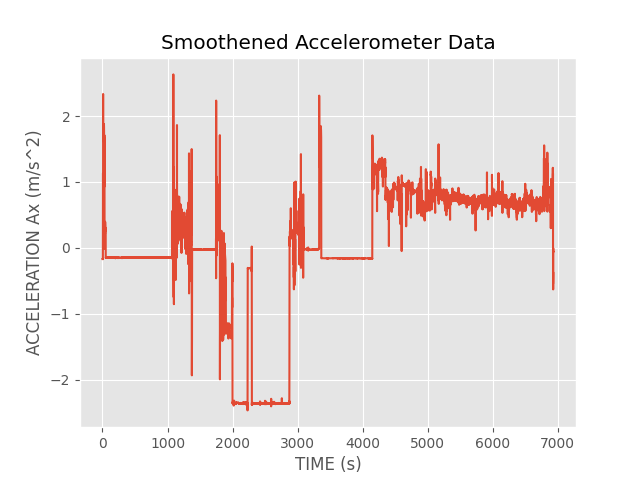 Smoothened Accelerometer Data
ACCELERATION Ax (m/s^2)
2
1
0
−1
−2
0 1000 2000 3000 4000 5000 6000 7000
TIME (s)